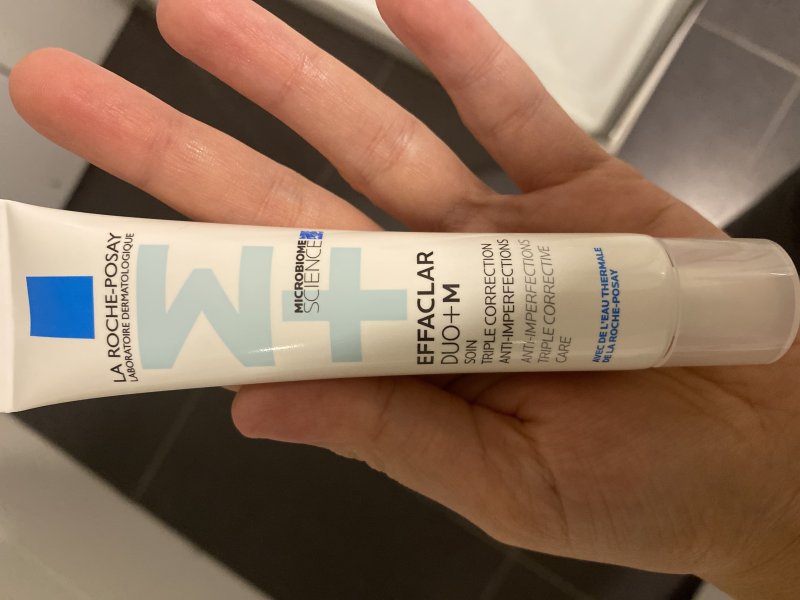 LA ROCHE-POSAY
LABORATOIRE DERMATOLOGIQUE
M+
MICROBIOME
SCIENCE
EFFACLAR
DUO+M
SOIN
TRIPLE CORRECTION
ANTI-IMPERFECTIONS
ANTI-IMPERFECTIONS
TRIPLE CORRECTIVE
CARE
AVEC DE L'EAU THERMALE
DE LA ROCHE-POSAY